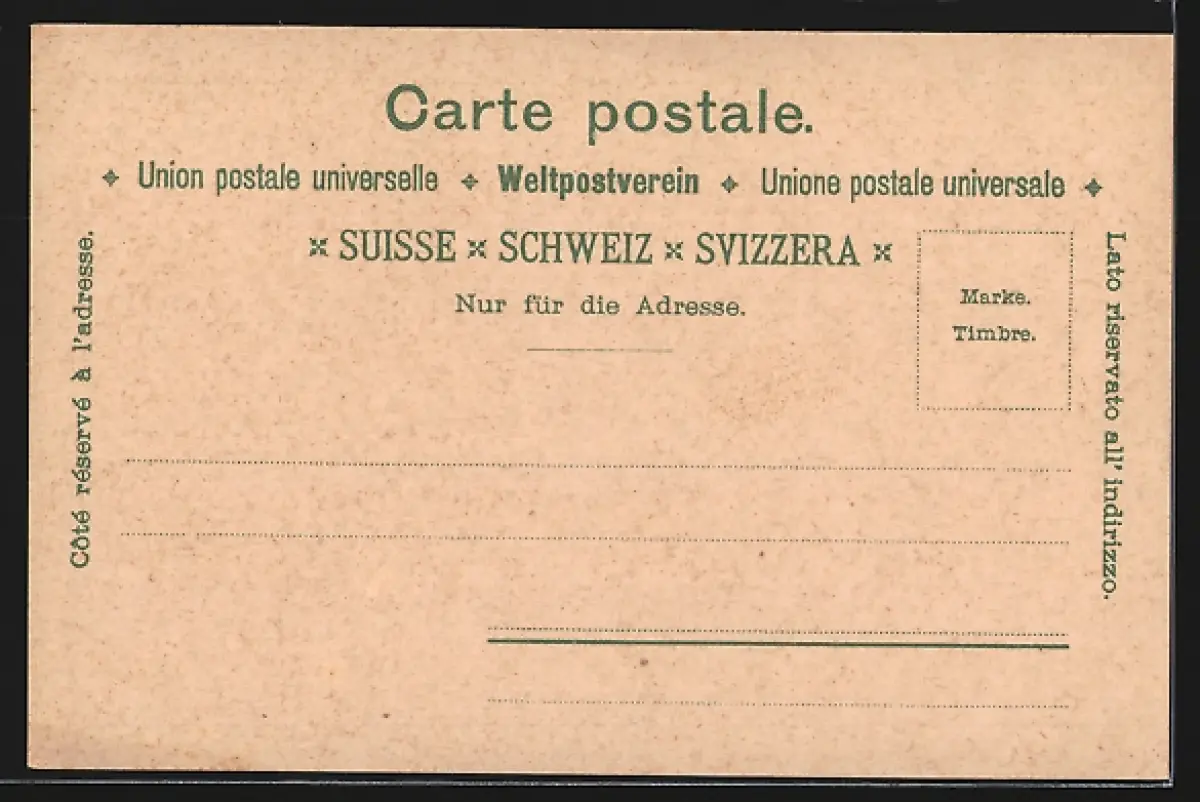 Carte postale.
Union postale universelle Weltpostverein Unione postale universale
SUISSE SCHWEIZ SVIZZERA
Nur für die Adresse.
Marke.
Timbre.
Côté réservé à l'adresse.
Lato riservato all' indirizzo.